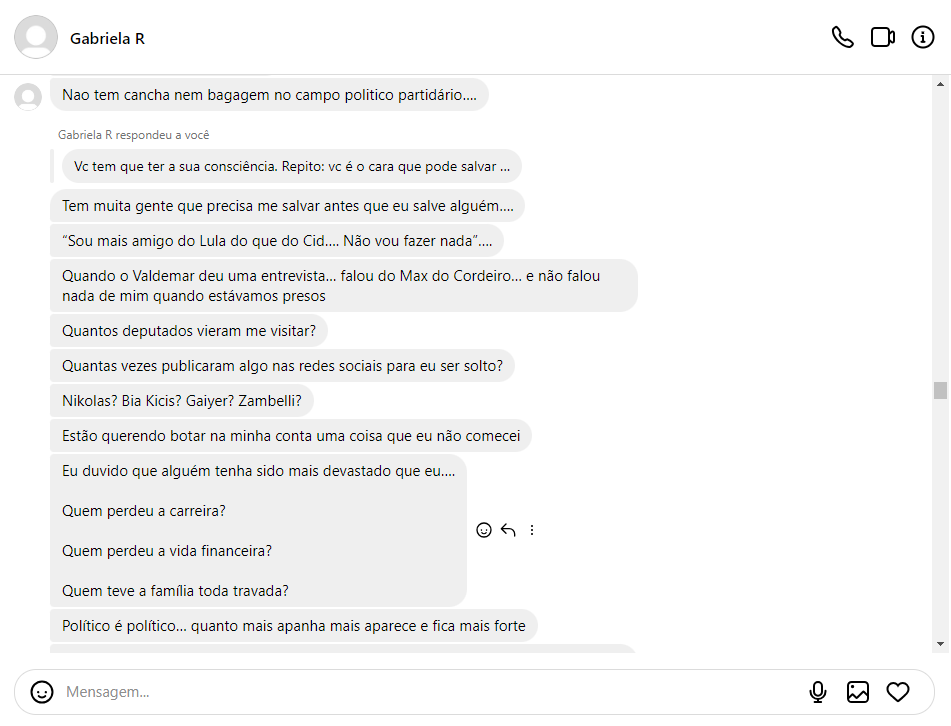 Gabriela R
Nao tem cancha nem bagagem no campo politico partidário....
Gabriela R respondeu a você
Vc tem que ter a sua consciência. Repito: vc é o cara que pode salvar ...
Tem muita gente que precisa me salvar antes que eu salve alguém....
“Sou mais amigo do Lula do que do Cid.... Não vou fazer nada”....
Quando o Valdemar deu uma entrevista... falou do Max do Cordeiro... e não falou
nada de mim quando estávamos presos
Quantos deputados vieram me visitar?
Quantas vezes publicaram algo nas redes sociais para eu ser solto?
Nikolas? Bia Kicis? Gaiyer? Zambelli?
Estão querendo botar na minha conta uma coisa que eu não comecei
Eu duvido que alguém tenha sido mais devastado que eu....
Quem perdeu a carreira?
Quem perdeu a vida financeira?
Quem teve a família toda travada?
Político é político... quanto mais apanha mais aparece e fica mais forte
Mensagem...